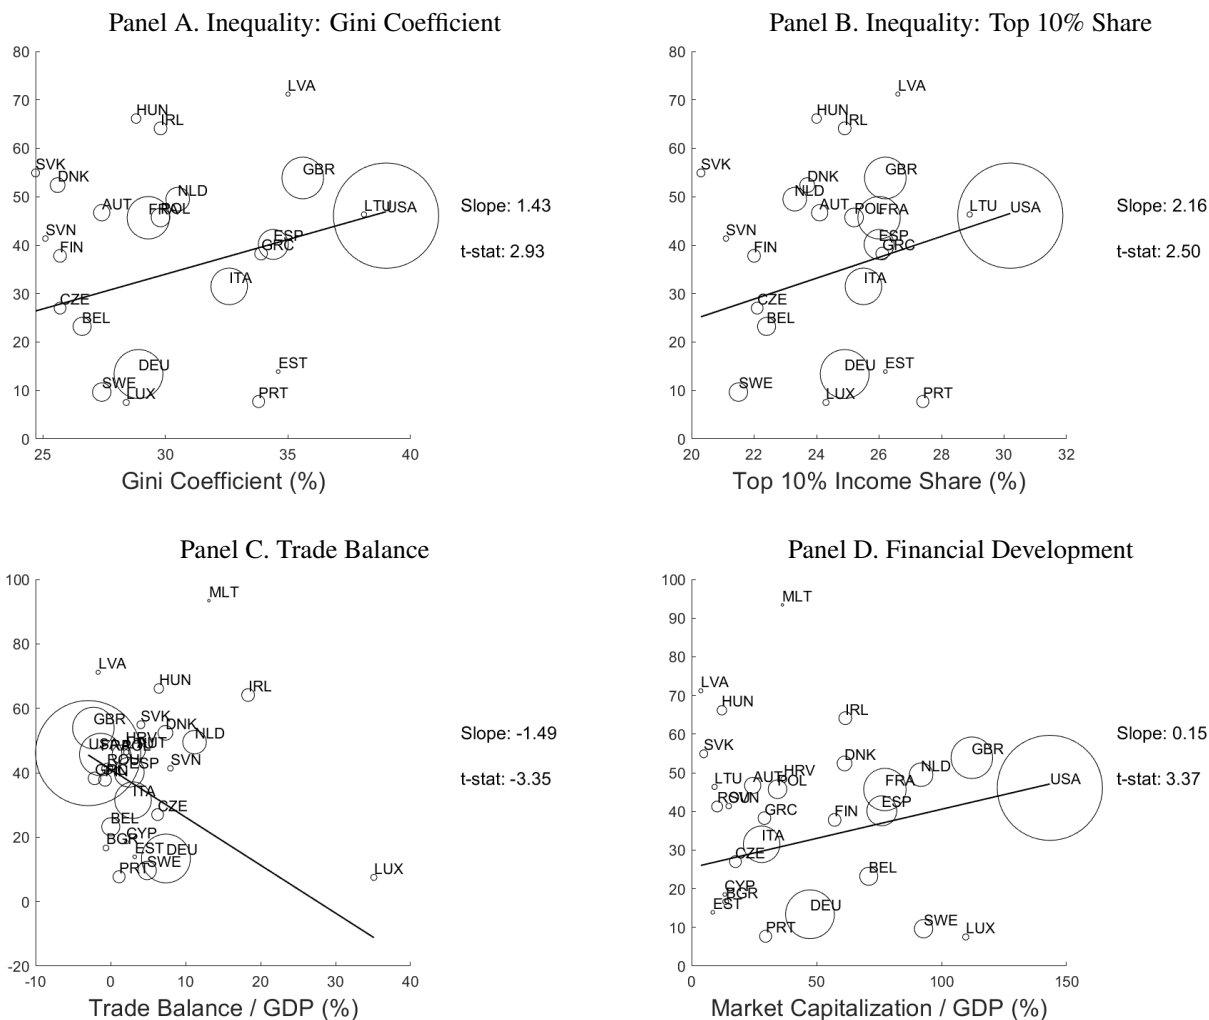 Panel A. Inequality: Gini Coefficient
80
70
60
50
40
30
20
10
0
LVA
HUN
IRL
SVK
DNK
GBR
AUT
NLD
FRA
POL
LTU
USA
SVN
FIN
ESP
GRC
ITA
CZE
BEL
DEU
EST
SWE
LUX
PRT
Slope: 1.43
t-stat: 2.93
25 30 35 40
Gini Coefficient (%)
Panel B. Inequality: Top 10% Share
80
70
60
50
40
30
20
10
0
LVA
HUN
IRL
SVK
DNK
GBR
NLD
AUT
POL
FRA
LTU
USA
SVN
FIN
ESP
GRC
ITA
CZE
BEL
DEU
EST
SWE
LUX
PRT
Slope: 2.16
t-stat: 2.50
20 22 24 26 28 30 32
Top 10% Income Share (%)
Panel C. Trade Balance
100
80
60
40
20
0
-20
MLT
LVA
HUN
IRL
GBR
SVK
DNK
NLD
HRV
SVN
ROU
ESP
ITA
CZE
BEL
CYP
BGR
EST
DEU
SWE
PRT
LUX
Slope: -1.49
t-stat: -3.35
-10 0 10 20 30 40
Trade Balance / GDP (%)
Panel D. Financial Development
100
90
80
70
60
50
40
30
20
10
0
MLT
LVA
HUN
IRL
SVK
DNK
GBR
LTU
AUT
HRV
POL
FRA
NLD
USA
ROU
SVN
GRC
FIN
ESP
ITA
CZE
BEL
CYP
BGR
EST
DEU
PRT
SWE
LUX
Slope: 0.15
t-stat: 3.37
0 50 100 150
Market Capitalization / GDP (%)